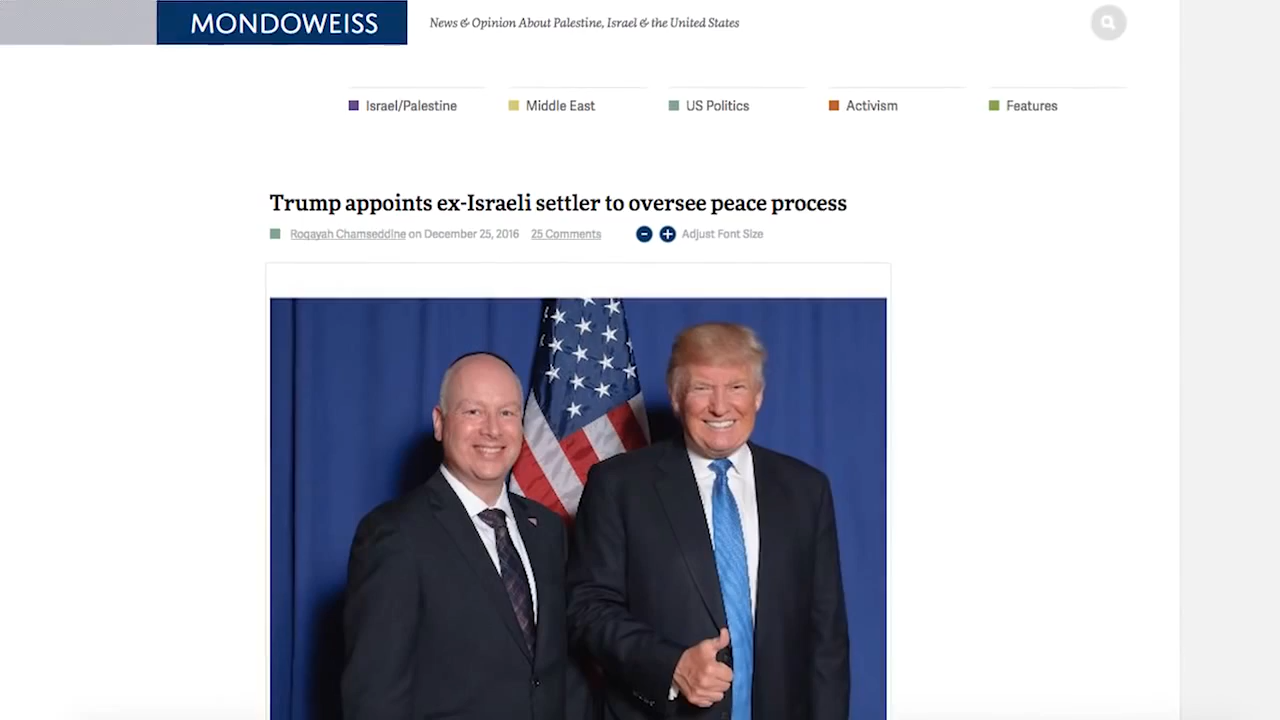 MONDOWEISS
News & Opinion About Palestine, Israel & the United States
Israel/Palestine
Middle East
US Politics
Activism
Features
Trump appoints ex-Israeli settler to oversee peace process
Roqayah Chamseddine on December 25, 2016 25 Comments
Adjust Font Size